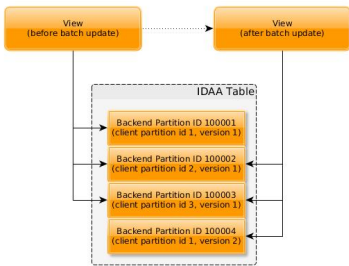 View
(before batch update)
View
(after batch update)
IDAA Table
Backend Partition ID 100001
(client partition id 1, version 1)
Backend Partition ID 100002
(client partition id 2, version 1)
Backend Partition ID 100003
(client partition id 3, version 1)
Backend Partition ID 100004
(client partition id 1, version 2)